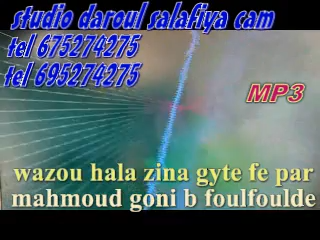 studio daroul salafiya cam
tel 675274275
tel 695274275
MP3
wazou hala zina gyte fe par
mahmoud goni b foulfoulde